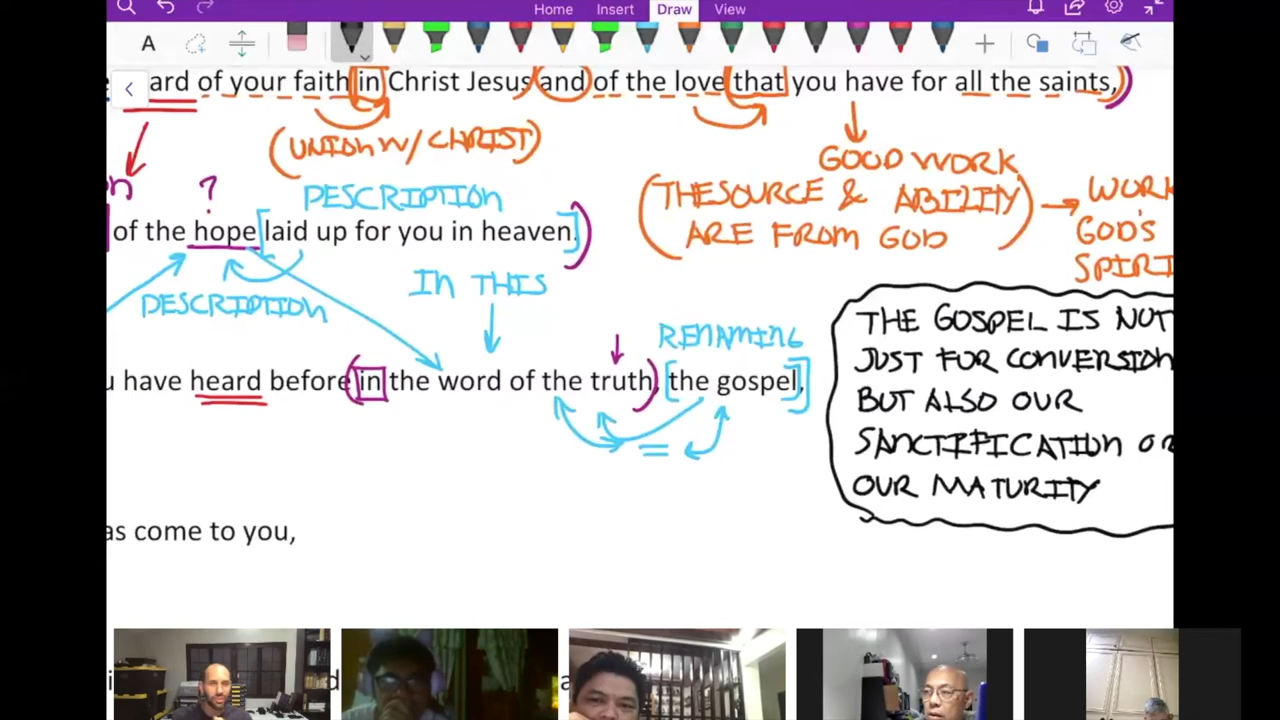 Home Insert Draw View
A
ard of your faith in Christ Jesus and of the love that you have for all the saints,
(UNION W/ CHRIST)
GOOD WORK
? DESCRIPTION
(THE SOURCE & ABILITY ARE FROM GOD)
GOD'S
of the hope [laid up for you in heaven.])
IN THIS
DESCRIPTION
RENAMING
have heard before (in the word of the truth), [the gospel,]
=
THE GOSPEL IS NOT
JUST FOR CONVERSION
BUT ALSO OUR
SANCTIFICATION OR
OUR MATURITY
as come to you,